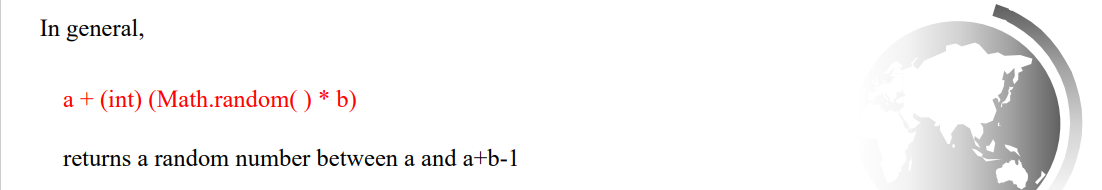 In general,
a + (int) (Math.random( ) * b)
returns a random number between a and a+b-1